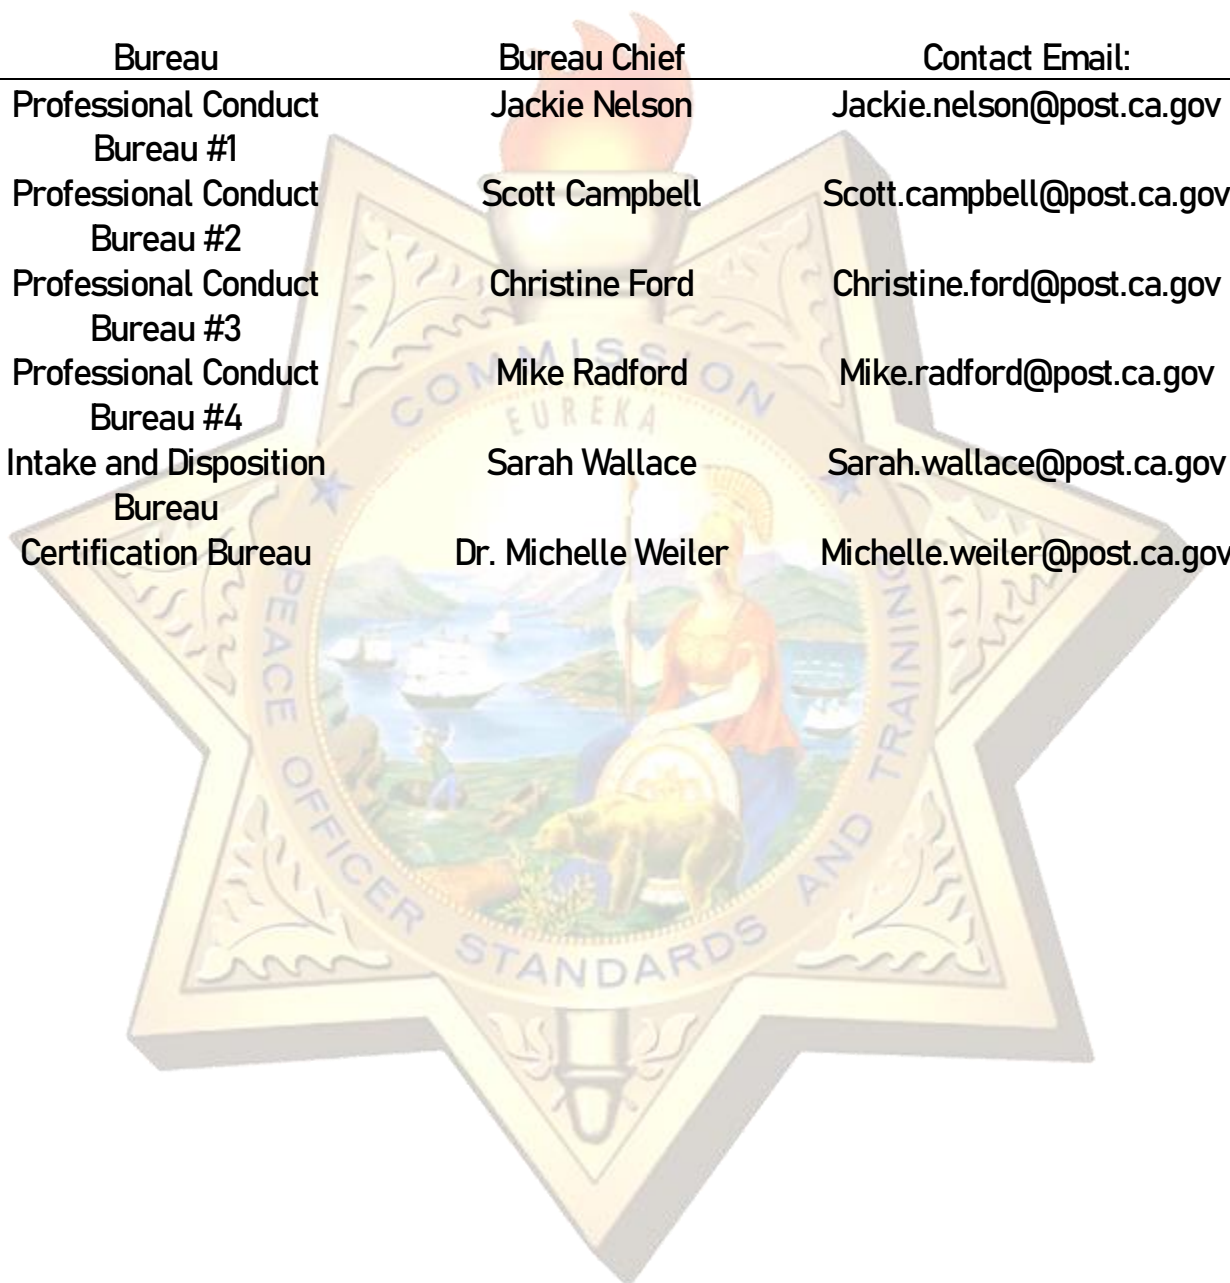 Bureau Bureau Chief Contact Email:
Professional Conduct Jackie Nelson Jackie.nelson@post.ca.gov
Bureau #1
Professional Conduct Scott Campbell Scott.campbell@post.ca.gov
Bureau #2
Professional Conduct Christine Ford Christine.ford@post.ca.gov
Bureau #3
Professional Conduct Mike Radford Mike.radford@post.ca.gov
Bureau #4
Intake and Disposition Sarah Wallace Sarah.wallace@post.ca.gov
Bureau
Certification Bureau Dr. Michelle Weiler Michelle.weiler@post.ca.gov
COMMISSION ON
EUREKA
PEACE OFFICER STANDARDS AND TRAINING